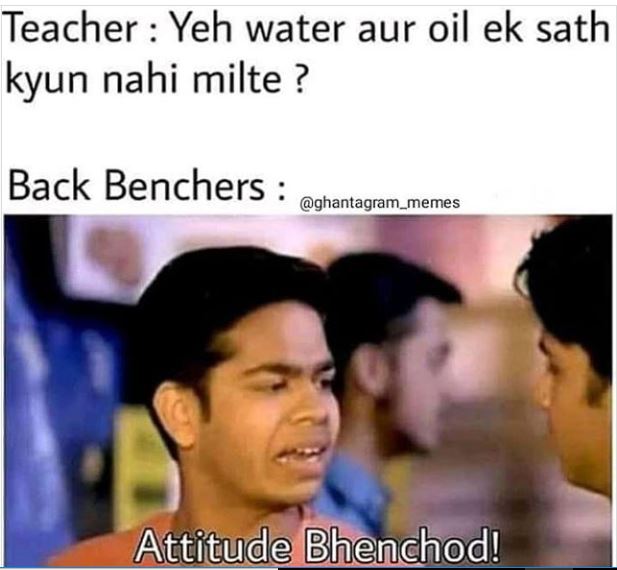 Teacher : Yeh water aur oil ek sath
kyun nahi milte ?
Back Benchers :
@ghantagram_memes
Attitude Bhenchod!